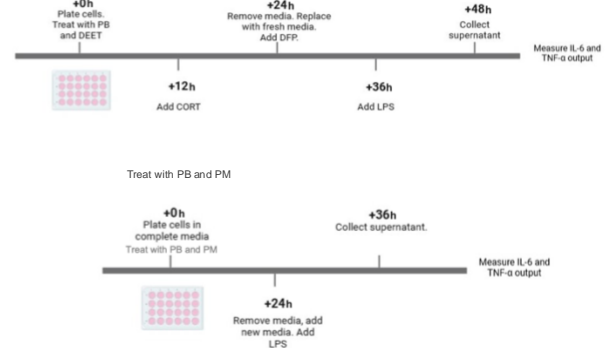 +0h
Plate cells.
Treat with PB
and DEET
+24h
Remove media. Replace
with fresh media.
Add DFP.
+48h
Collect
supernatant
Measure IL-6 and
TNF-α output
+12h
Add CORT
+36h
Add LPS
Treat with PB and PM
+0h
Plate cells in
complete media
Treat with PB and PM
+36h
Collect supernatant.
Measure IL-6 and
TNF-α output
+24h
Remove media, add
new media. Add
LPS